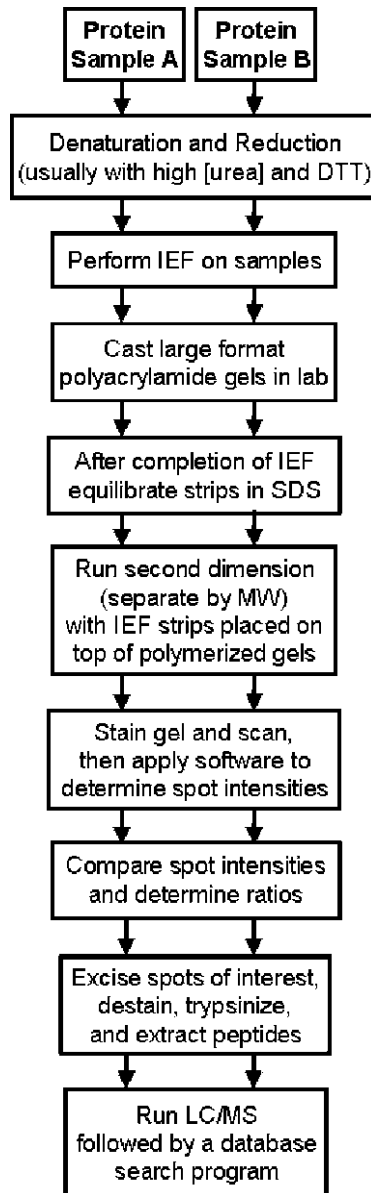 Protein
Sample A
Protein
Sample B
Denaturation and Reduction
(usually with high [urea] and DTT)
Perform IEF on samples
Cast large format
polyacrylamide gels in lab
After completion of IEF
equilibrate strips in SDS
Run second dimension
(separate by MW)
with IEF strips placed on
top of polymerized gels
Stain gel and scan,
then apply software to
determine spot intensities
Compare spot intensities
and determine ratios
Excise spots of interest,
destain, trypsinize,
and extract peptides
Run LC/MS
followed by a database
search program